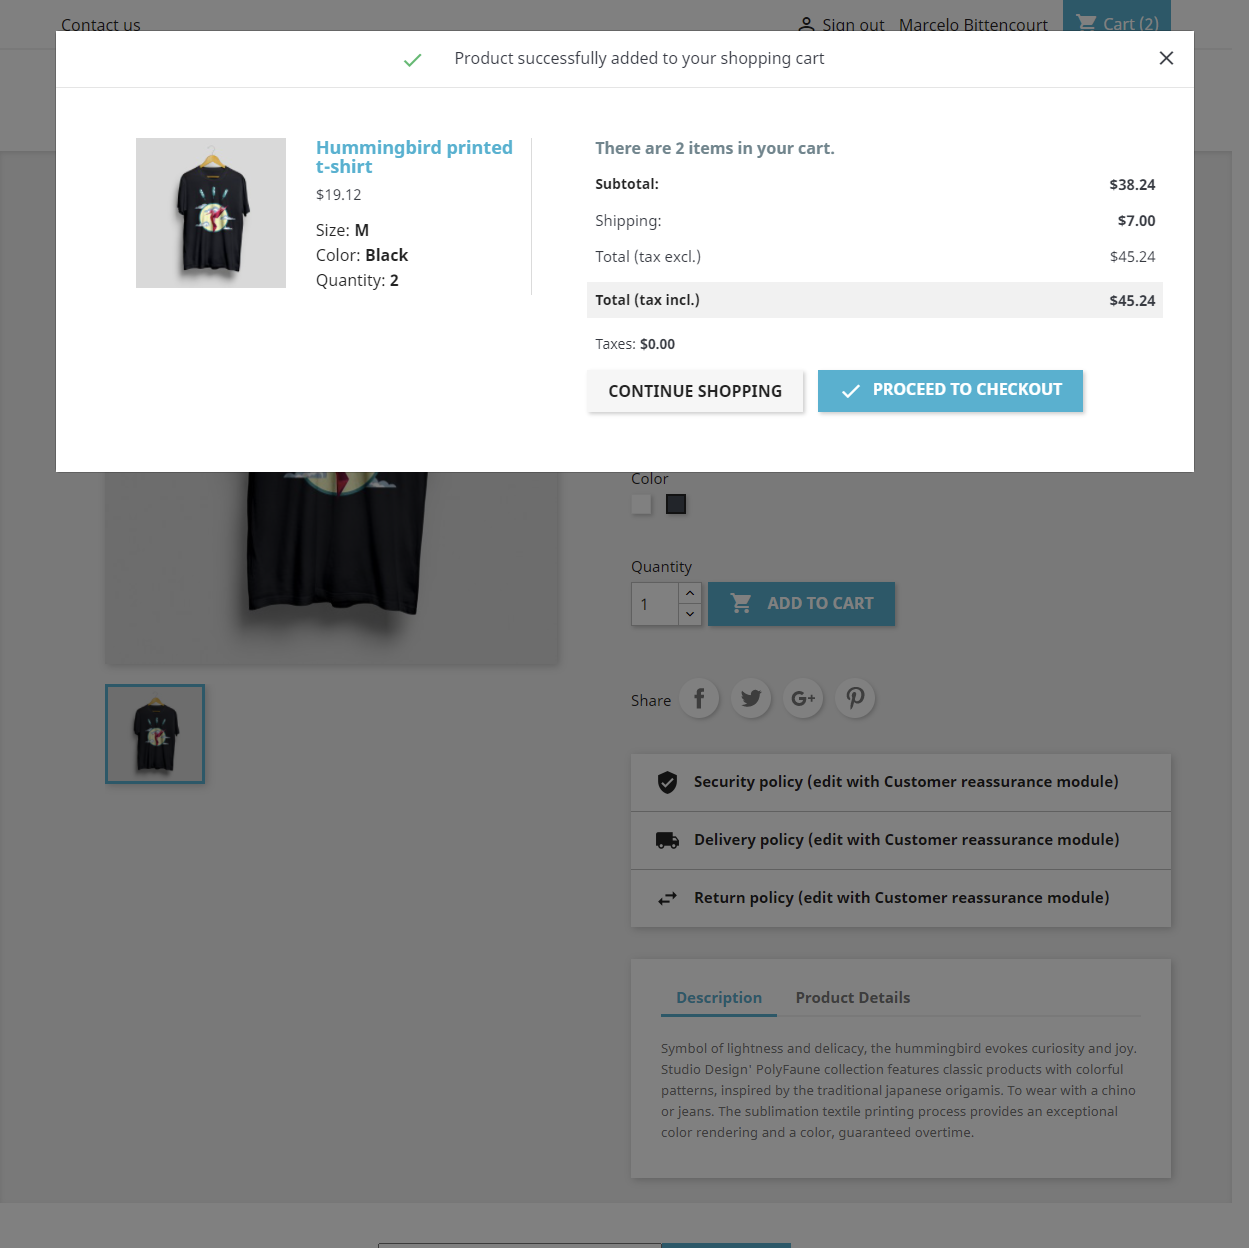 Contact us
Sign out Marcelo Bittencourt Cart (2)
Product successfully added to your shopping cart
Hummingbird printed
t-shirt
$19.12
Size: M
Color: Black
Quantity: 2
There are 2 items in your cart.
Subtotal: $38.24
Shipping: $7.00
Total (tax excl.) $45.24
Total (tax incl.) $45.24
Taxes: $0.00
CONTINUE SHOPPING
PROCEED TO CHECKOUT
Color
Quantity
1
ADD TO CART
Share
Security policy (edit with Customer reassurance module)
Delivery policy (edit with Customer reassurance module)
Return policy (edit with Customer reassurance module)
Description Product Details
Symbol of lightness and delicacy, the hummingbird evokes curiosity and joy.
Studio Design' PolyFaune collection features classic products with colorful
patterns, inspired by the traditional japanese origamis. To wear with a chino
or jeans. The sublimation textile printing process provides an exceptional
color rendering and a color, guaranteed overtime.